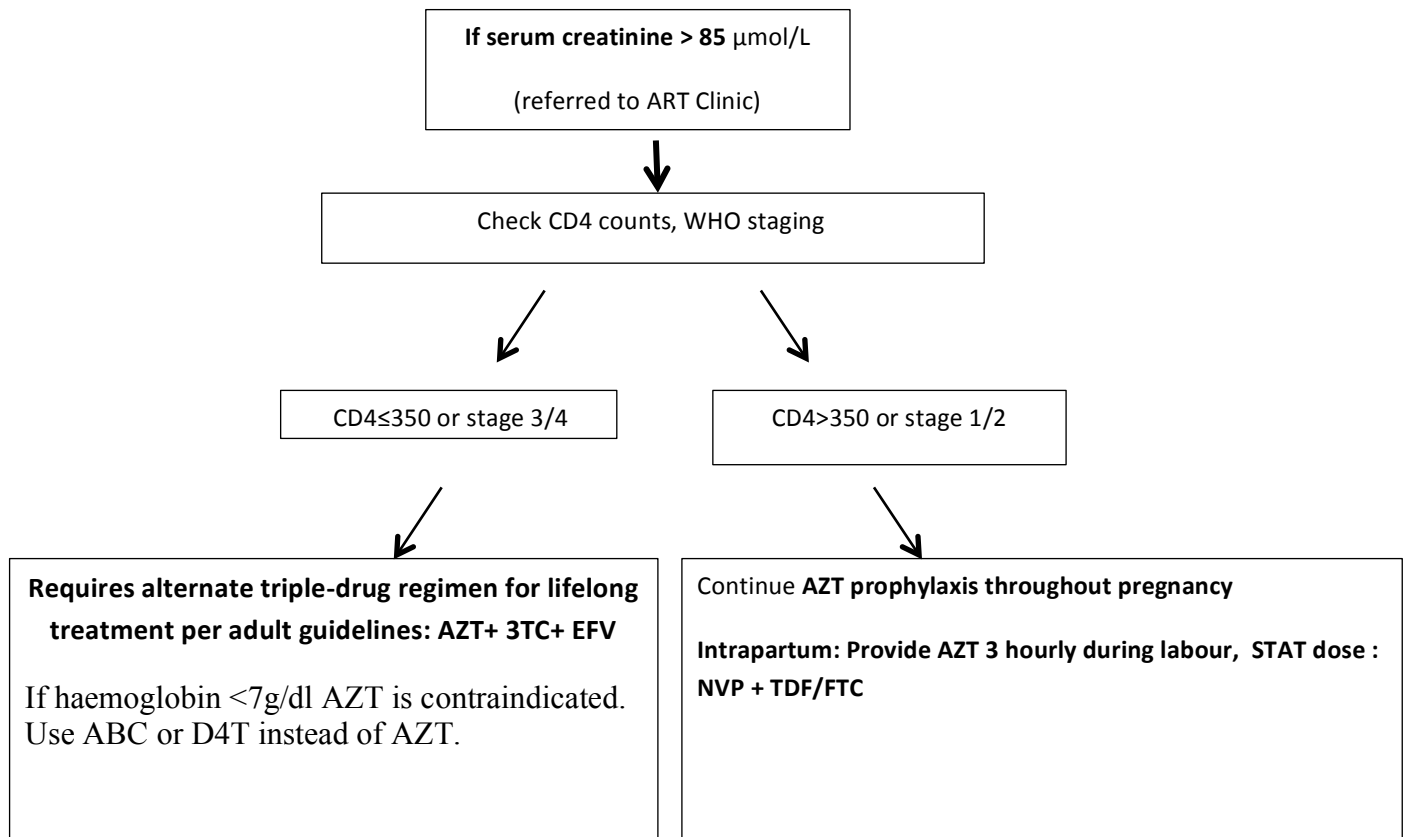 If serum creatinine > 85 µmol/L
(referred to ART Clinic)
Check CD4 counts, WHO staging
CD4≤350 or stage 3/4
CD4>350 or stage 1/2
Requires alternate triple-drug regimen for lifelong
treatment per adult guidelines: AZT+ 3TC+ EFV
If haemoglobin <7g/dl AZT is contraindicated.
Use ABC or D4T instead of AZT.
Continue AZT prophylaxis throughout pregnancy
Intrapartum: Provide AZT 3 hourly during labour, STAT dose :
NVP + TDF/FTC